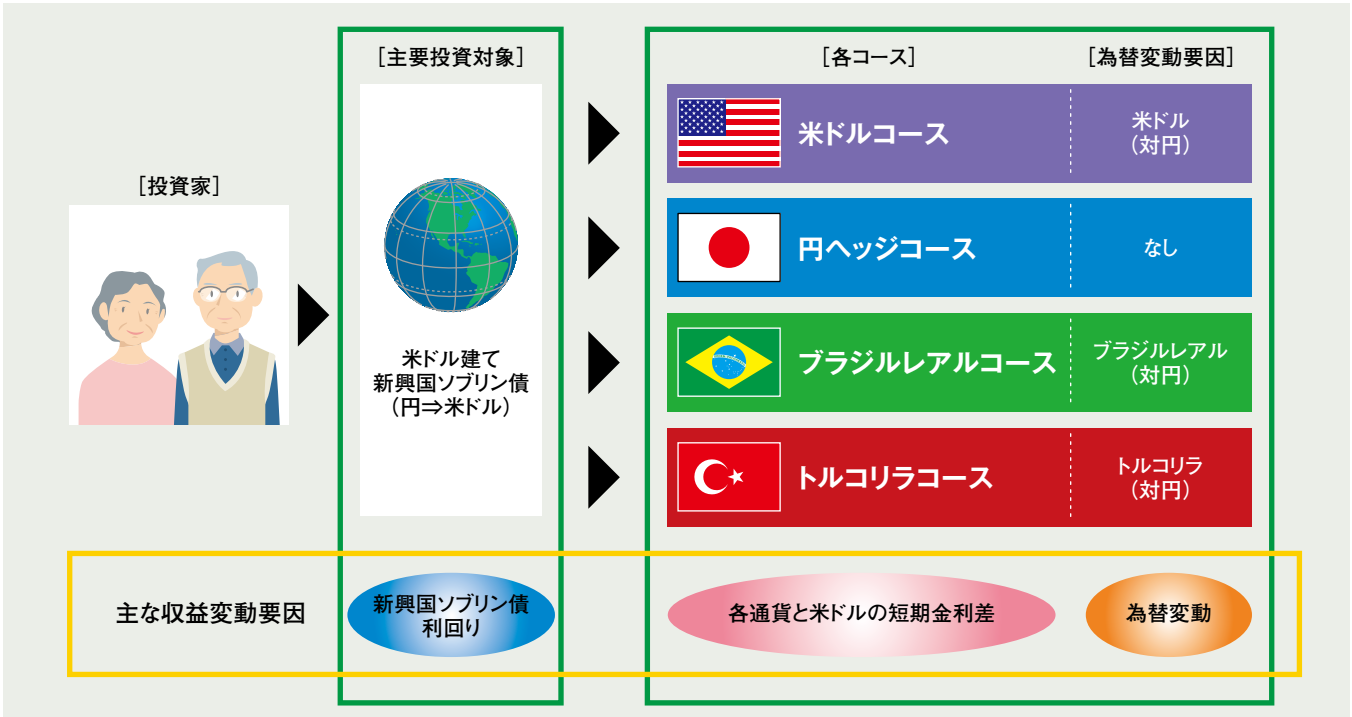 [投資家]
[主要投資対象]
米ドル建て
新興国ソブリン債
(円⇒米ドル)
[各コース]
[為替変動要因]
米ドルコース
米ドル
(対円)
円ヘッジコース
なし
ブラジルレアルコース
ブラジルレアル
(対円)
トルコリラコース
トルコリラ
(対円)
主な収益変動要因
新興国ソブリン債
利回り
各通貨と米ドルの短期金利差
為替変動